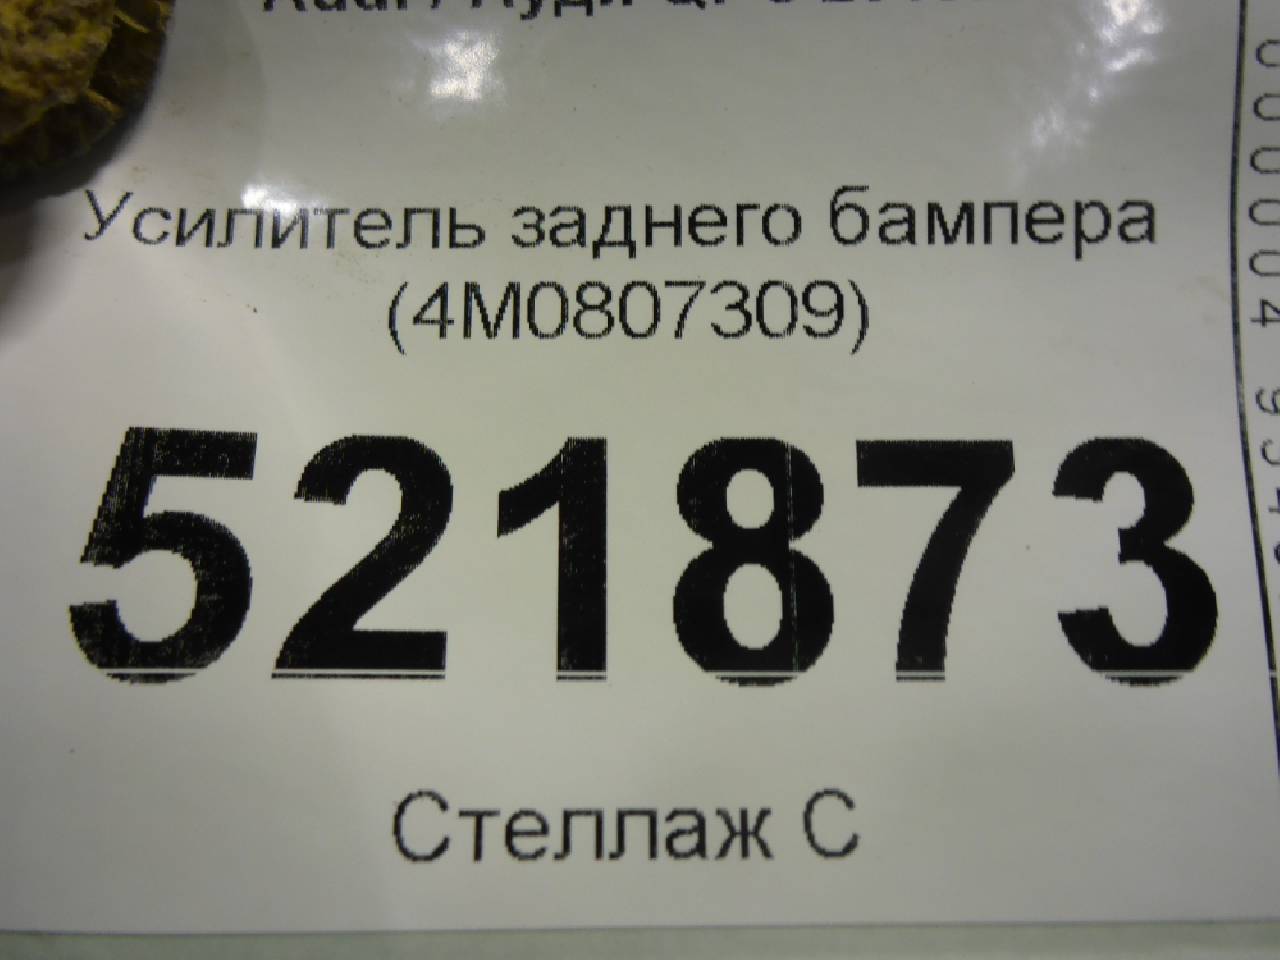 Усилитель заднего бампера
(4M0807309)
521873
Стеллаж С